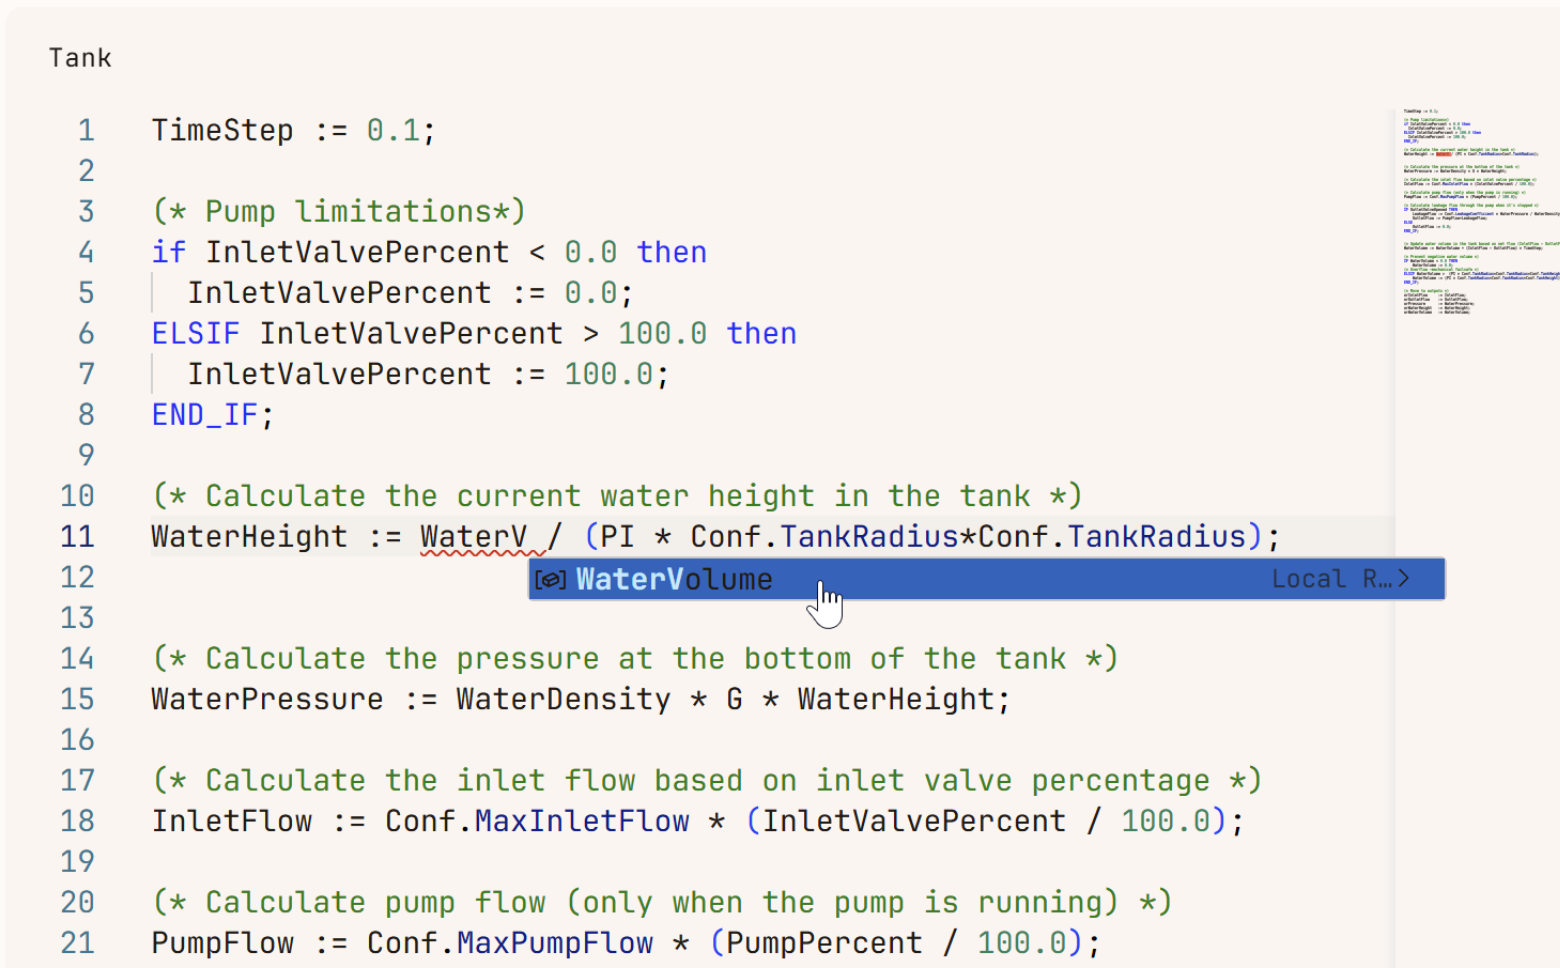 Tank
1 TimeStep := 0.1;
2
3 (* Pump limitations*)
4 if InletValvePercent < 0.0 then
5 InletValvePercent := 0.0;
6 ELSIF InletValvePercent > 100.0 then
7 InletValvePercent := 100.0;
8 END_IF;
9
10 (* Calculate the current water height in the tank *)
11 WaterHeight := WaterV / (PI * Conf.TankRadius*Conf.TankRadius);
12 WaterVolume Local R…
13
14 (* Calculate the pressure at the bottom of the tank *)
15 WaterPressure := WaterDensity * G * WaterHeight;
16
17 (* Calculate the inlet flow based on inlet valve percentage *)
18 InletFlow := Conf.MaxInletFlow * (InletValvePercent / 100.0);
19
20 (* Calculate pump flow (only when the pump is running) *)
21 PumpFlow := Conf.MaxPumpFlow * (PumpPercent / 100.0);